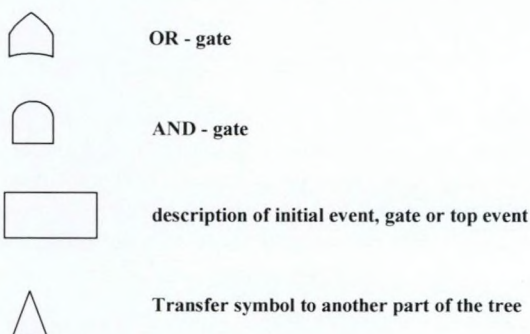 OR - gate
AND - gate
description of initial event, gate or top event
Transfer symbol to another part of the tree